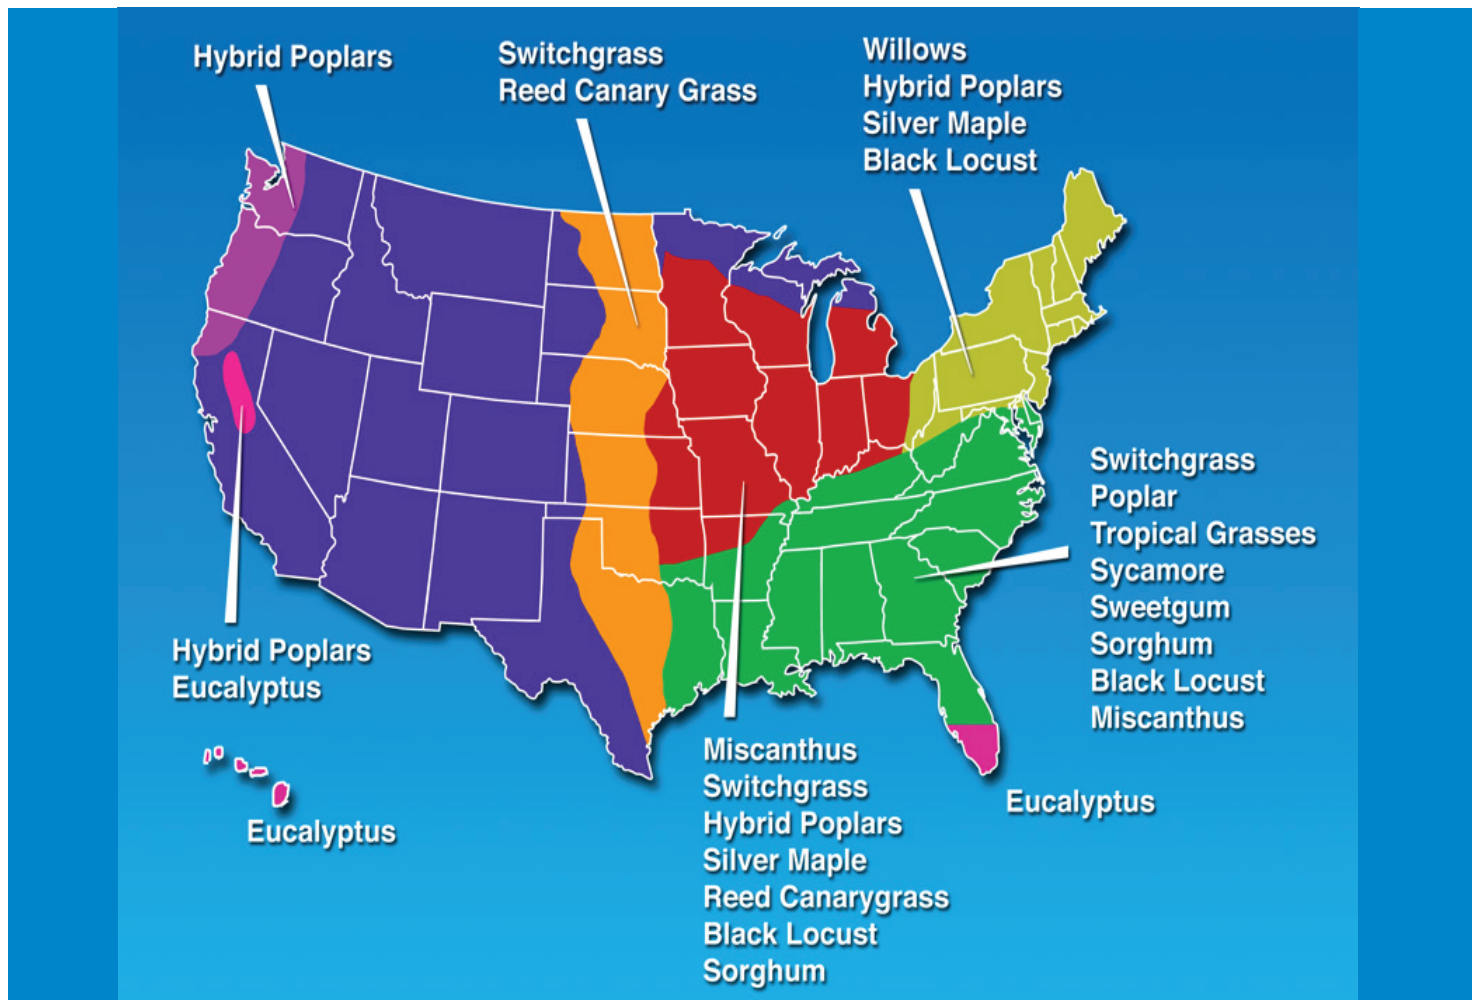 Hybrid Poplars
Switchgrass
Reed Canary Grass
Willows
Hybrid Poplars
Silver Maple
Black Locust
Switchgrass
Poplar
Tropical Grasses
Sycamore
Sweetgum
Sorghum
Black Locust
Miscanthus
Hybrid Poplars
Eucalyptus
Eucalyptus
Miscanthus
Switchgrass
Hybrid Poplars
Silver Maple
Reed Canarygrass
Black Locust
Sorghum
Eucalyptus